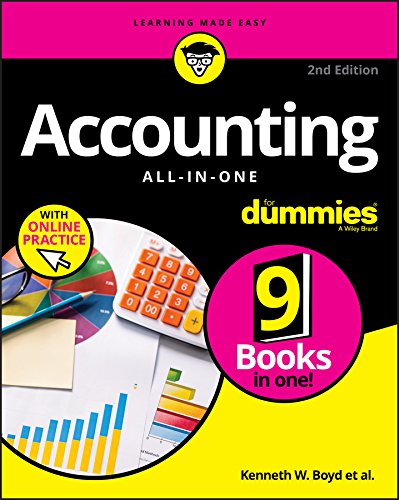 LEARNING MADE EASY
2nd Edition
Accounting
ALL-IN-ONE
for
dummies®
A Wiley Brand
WITH
ONLINE
PRACTICE
9
Books
in one!
Kenneth W. Boyd et al.